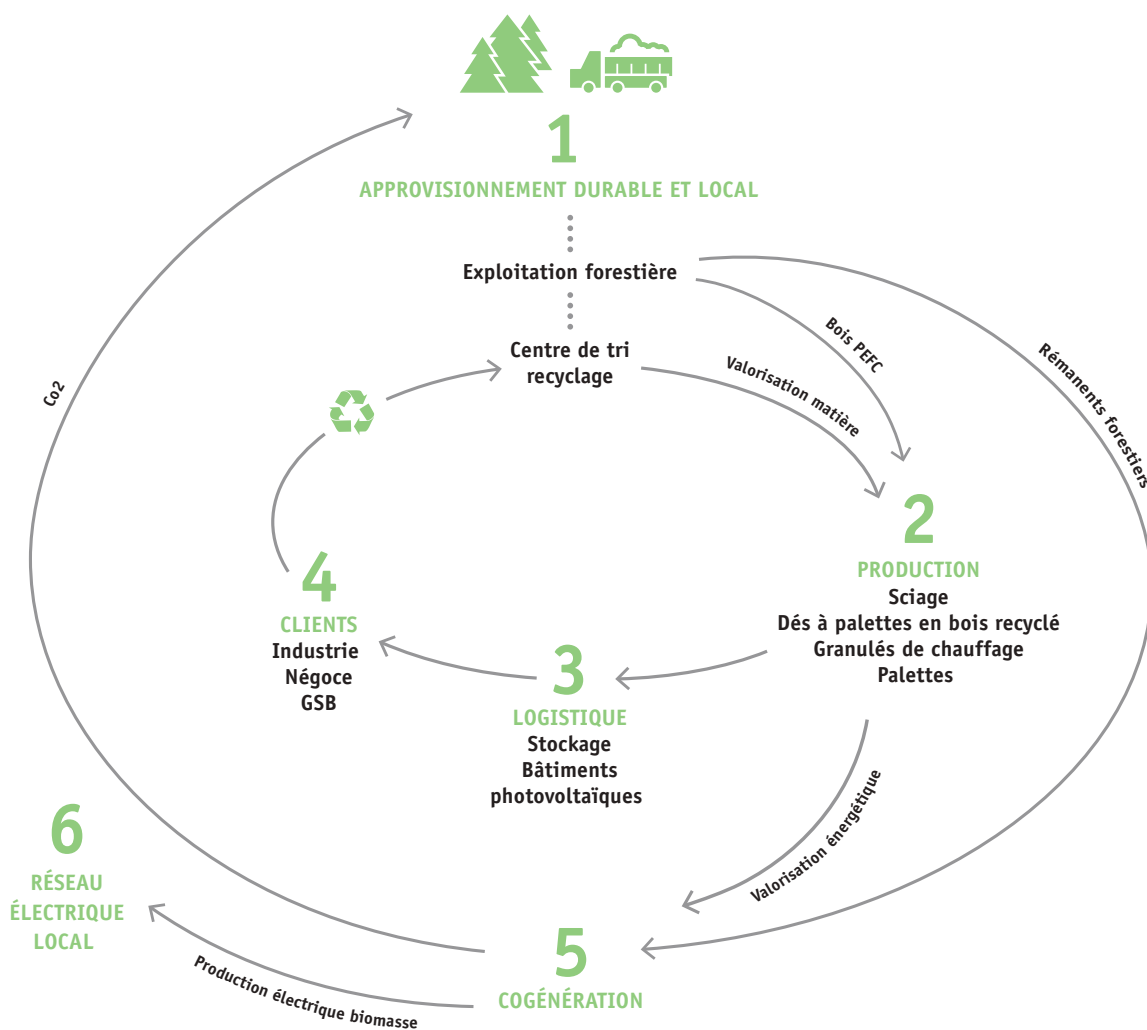 1
APPROVISIONNEMENT DURABLE ET LOCAL
Exploitation forestière
Centre de tri
recyclage
Bois PEFC
Valorisation matière
Rémanents forestiers
Co2
2
PRODUCTION
Sciage
Dés à palettes en bois recyclé
Granulés de chauffage
Palettes
3
LOGISTIQUE
Stockage
Bâtiments
photovoltaïques
4
CLIENTS
Industrie
Négoce
GSB
Valorisation énergétique
5
COGÉNÉRATION
Production électrique biomasse
6
RÉSEAU
ÉLECTRIQUE
LOCAL